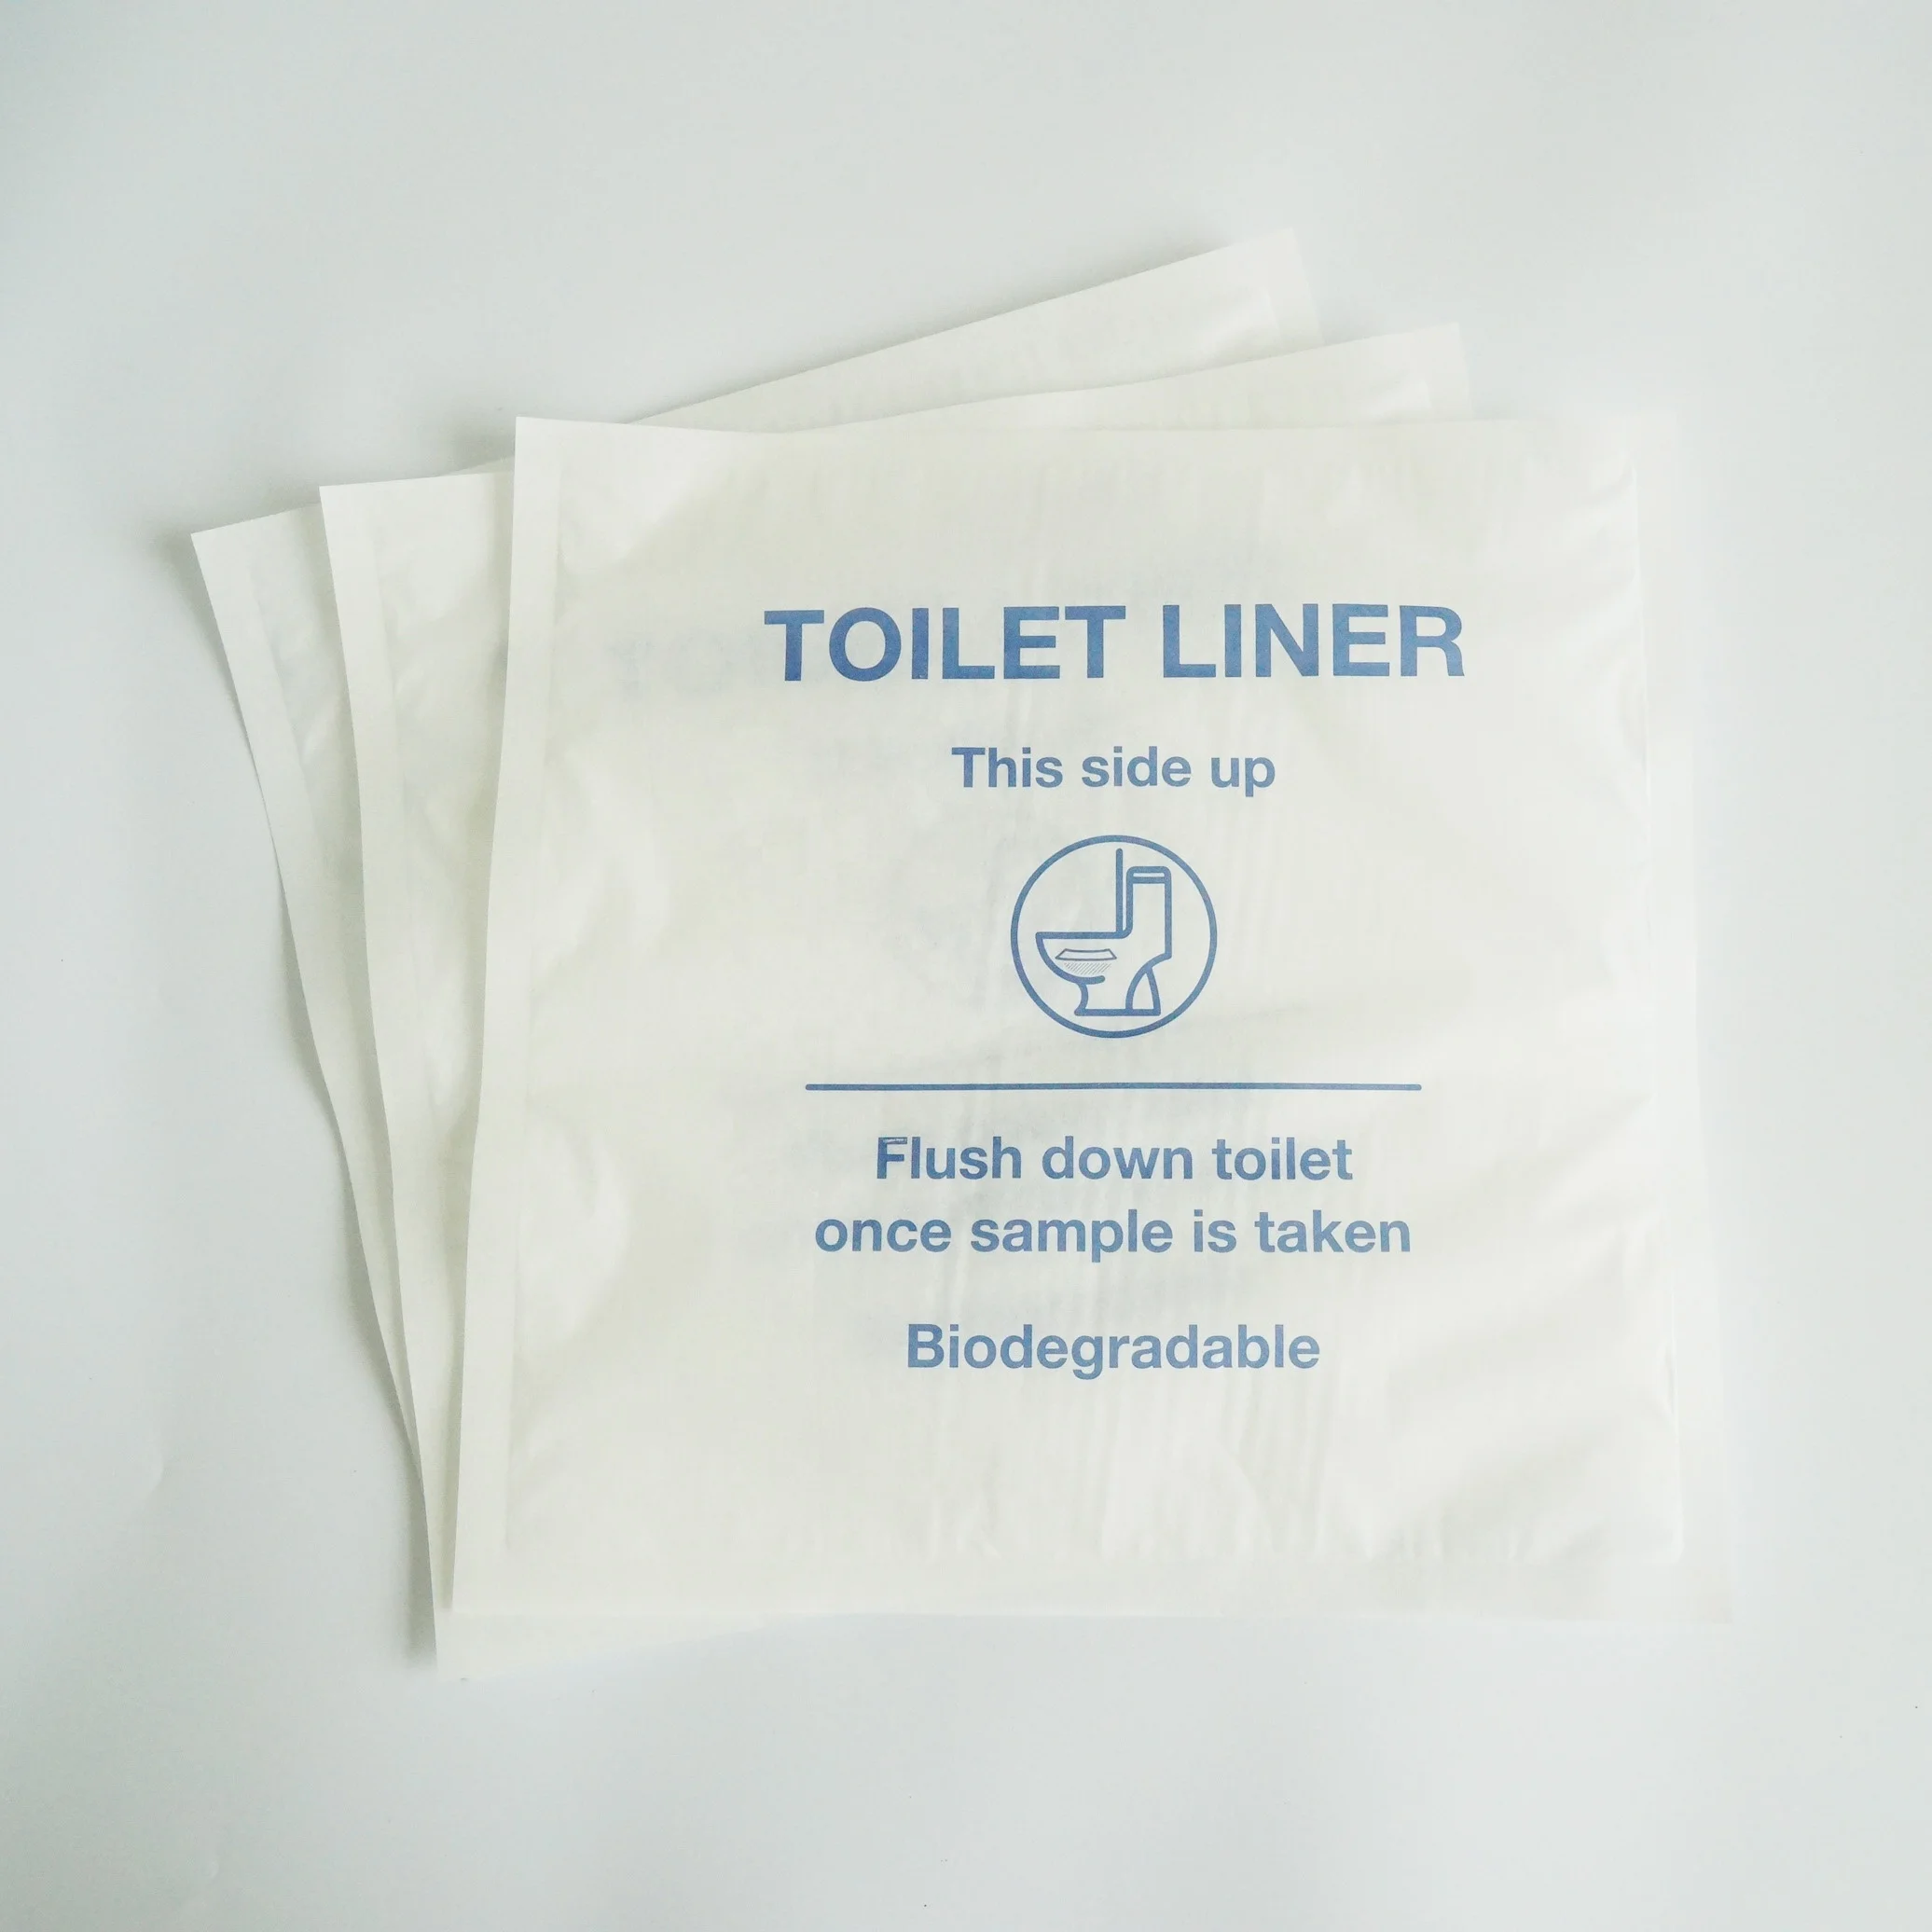 TOILET LINER
This side up
Flush down toilet
once sample is taken
Biodegradable